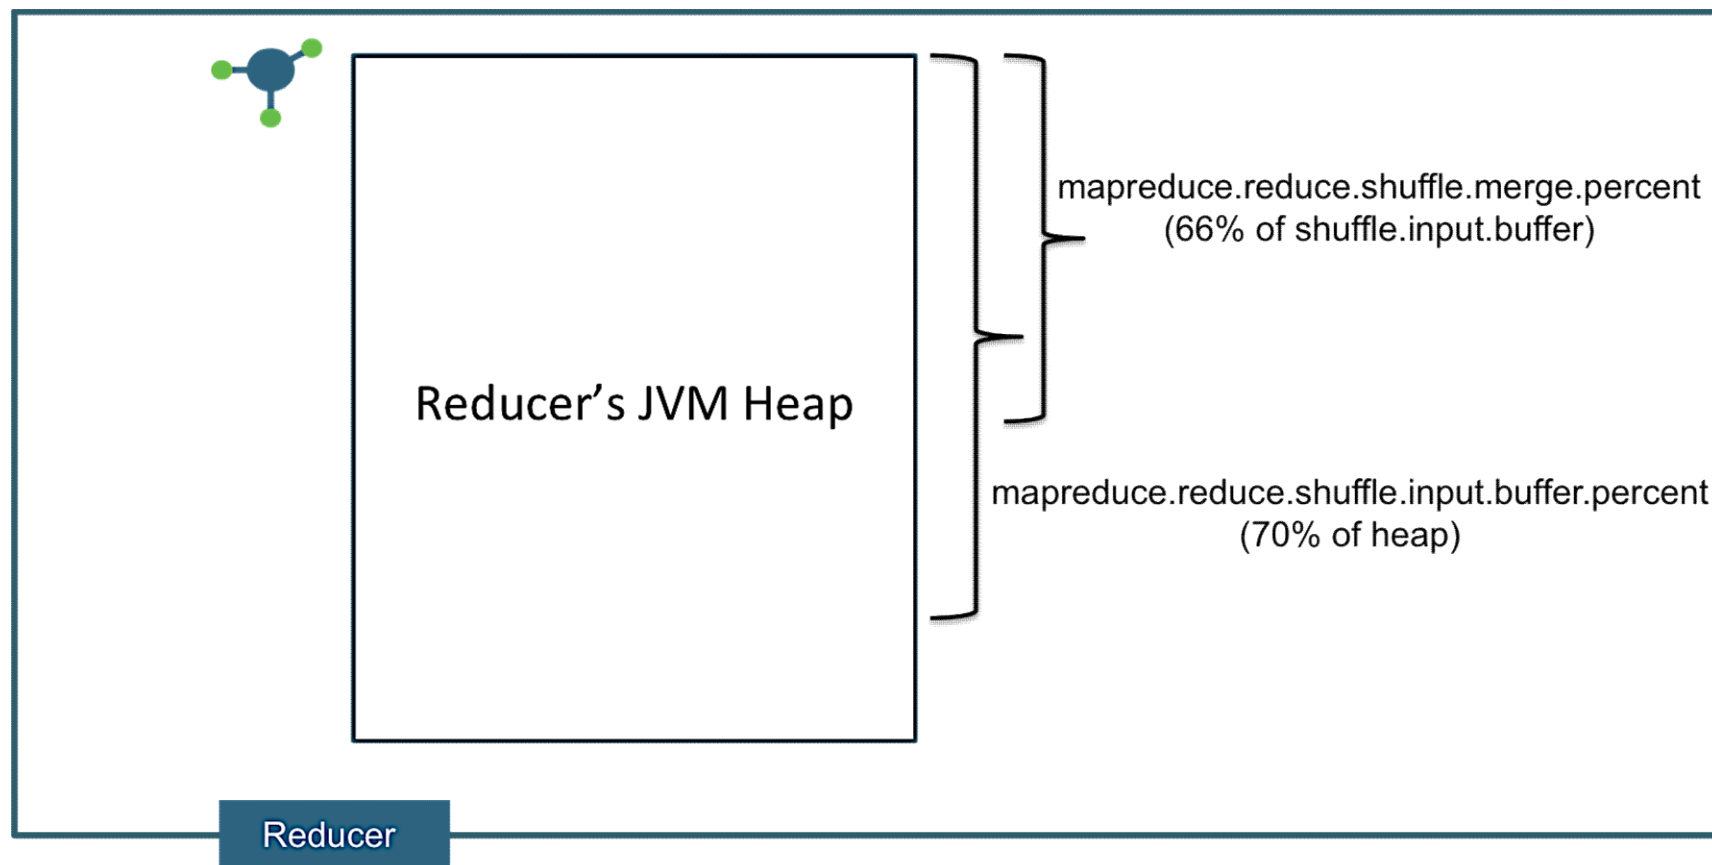 mapreduce.reduce.shuffle.merge.percent
(66% of shuffle.input.buffer)
Reducer’s JVM Heap
mapreduce.reduce.shuffle.input.buffer.percent
(70% of heap)
Reducer